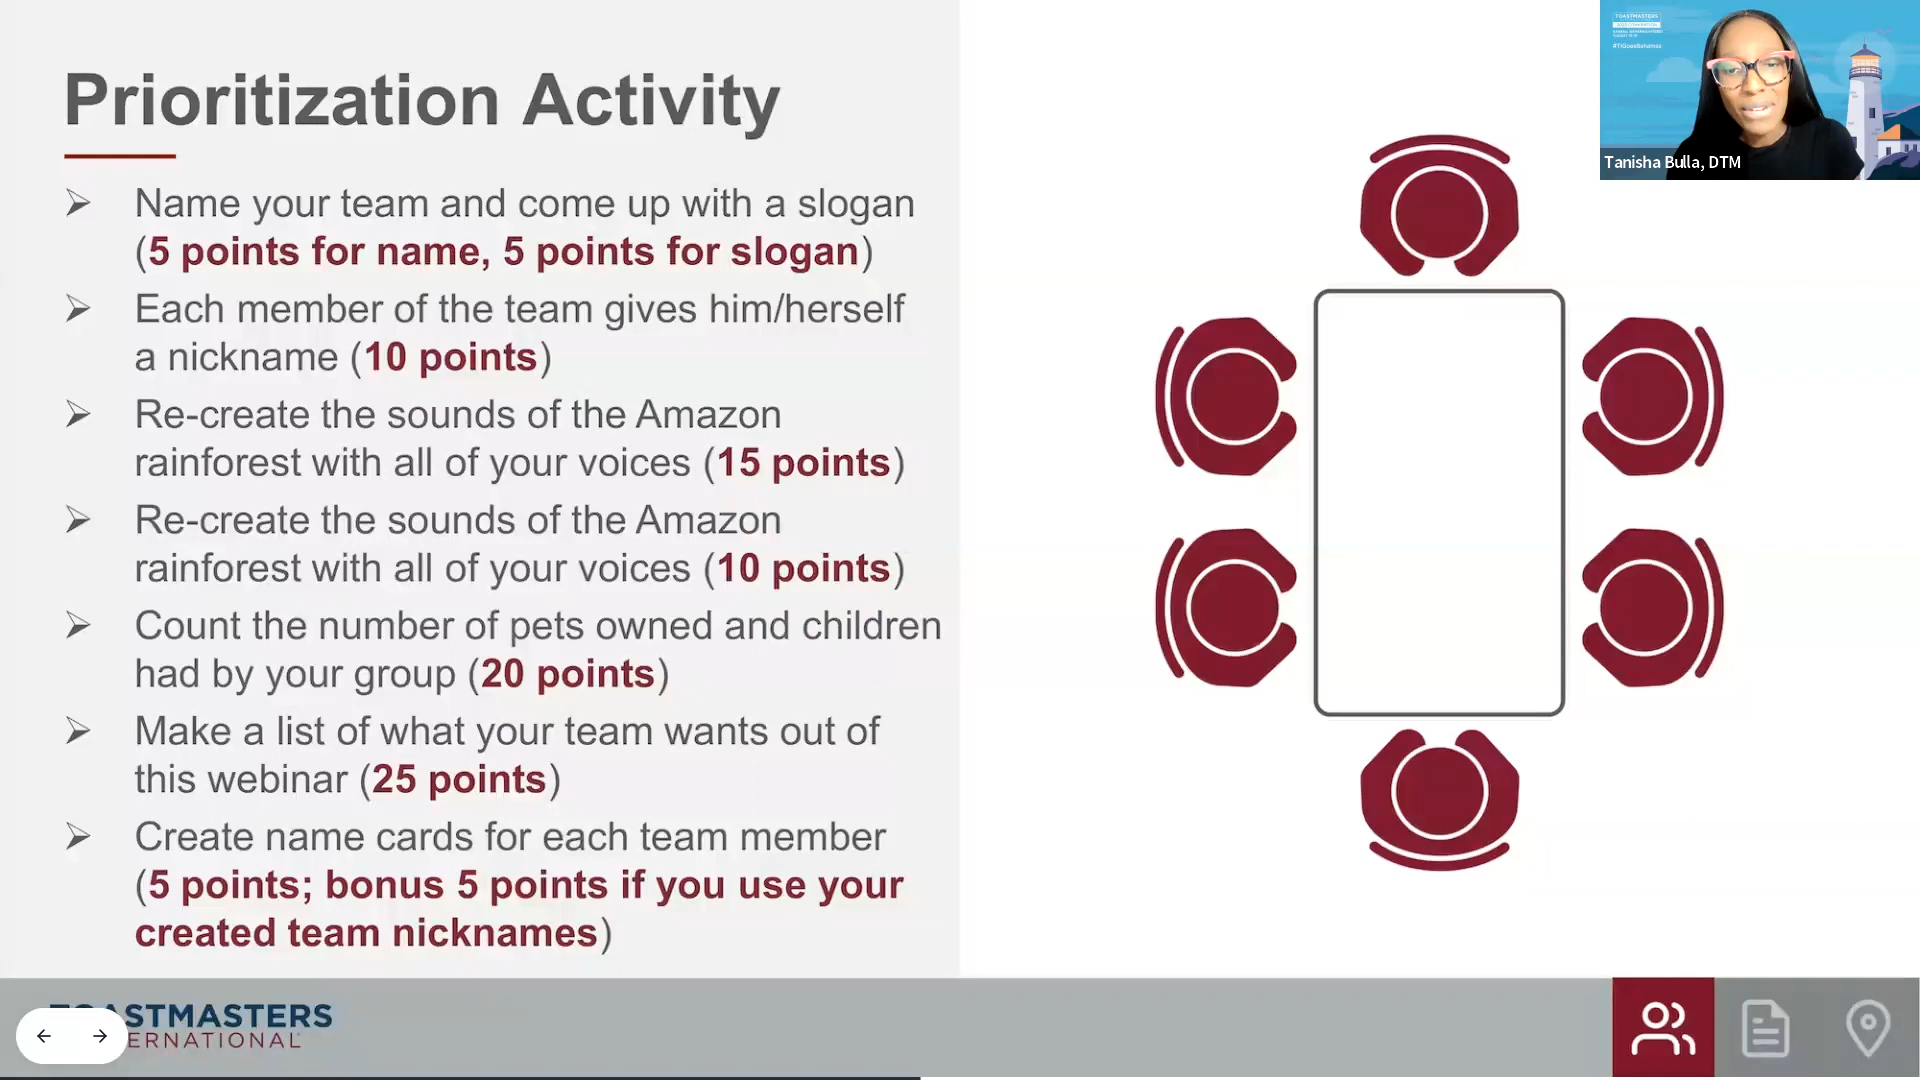 Prioritization Activity
Name your team and come up with a slogan
(5 points for name, 5 points for slogan)
Each member of the team gives him/herself
a nickname (10 points)
Re-create the sounds of the Amazon
rainforest with all of your voices (15 points)
Re-create the sounds of the Amazon
rainforest with all of your voices (10 points)
Count the number of pets owned and children
had by your group (20 points)
Make a list of what your team wants out of
this webinar (25 points)
Create name cards for each team member
(5 points; bonus 5 points if you use your
created team nicknames)
TOASTMASTERS
#TIGoesBahamas
Tanisha Bulla, DTM
TOASTMASTERS
ERNATIONAL